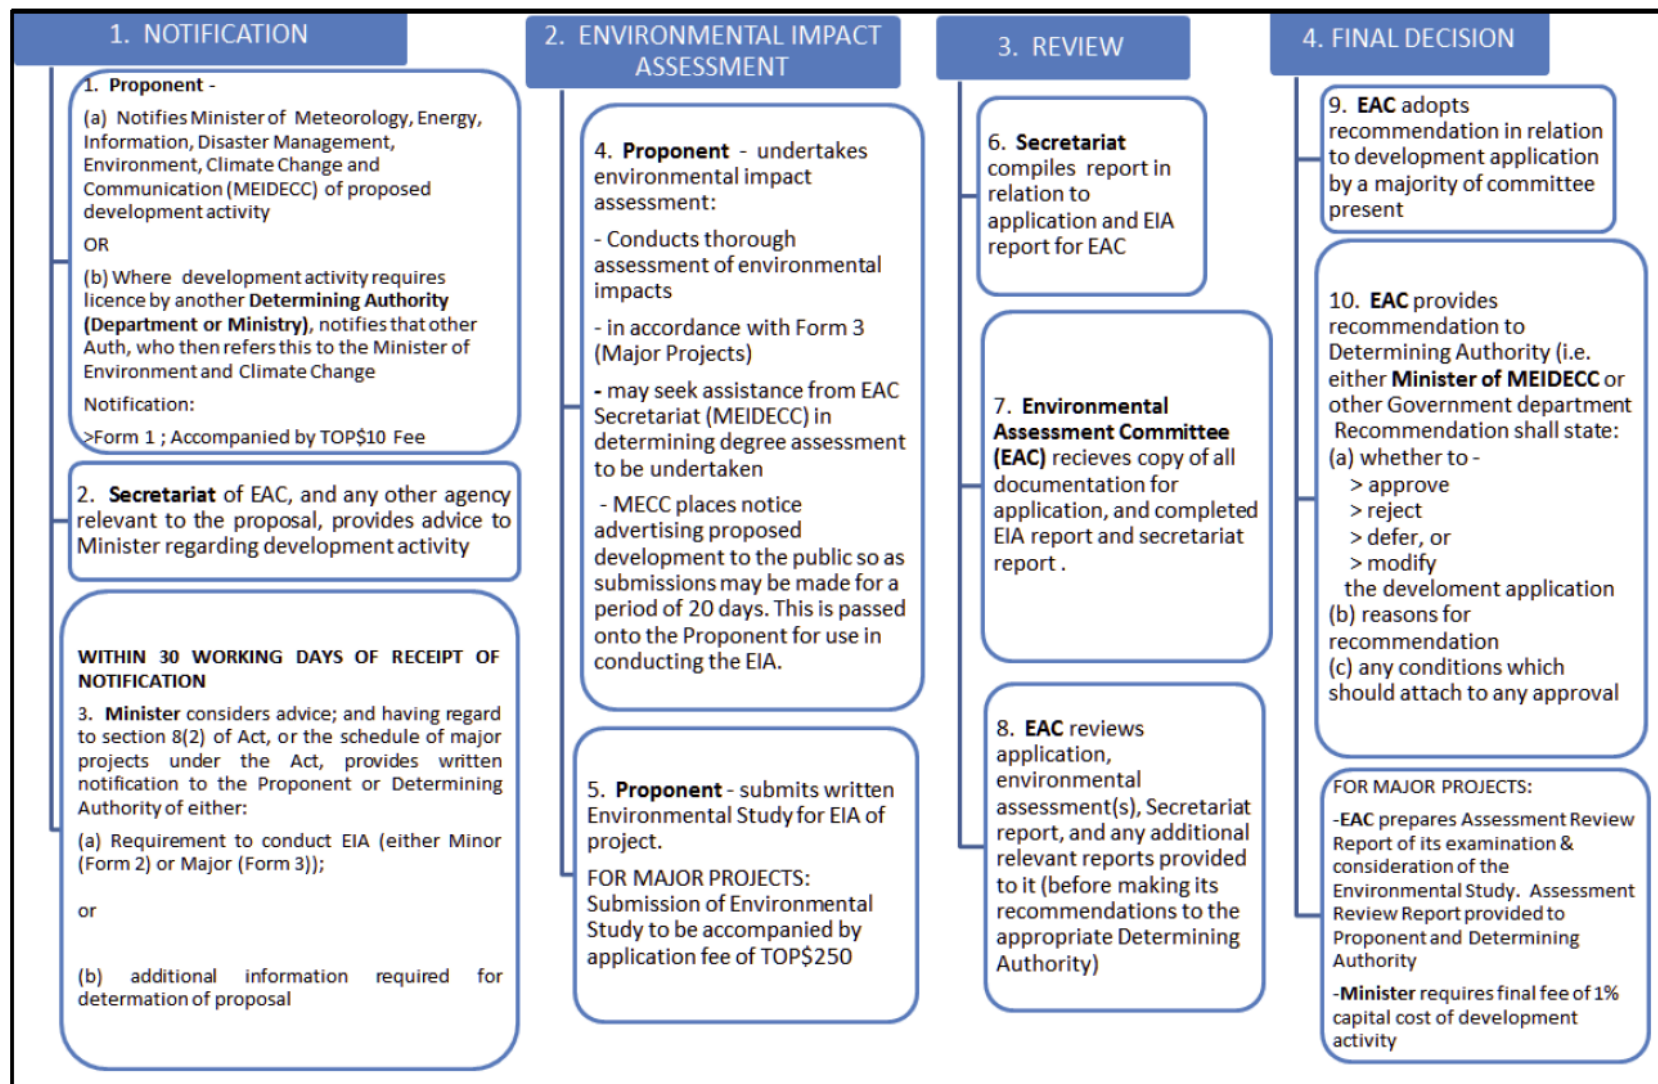 1. NOTIFICATION
1. Proponent -
(a) Notifies Minister of Meteorology, Energy,
Information, Disaster Management,
Environment, Climate Change and
Communication (MEIDECC) of proposed
development activity
OR
(b) Where development activity requires
licence by another Determining Authority
(Department or Ministry), notifies that other
Auth, who then refers this to the Minister of
Environment and Climate Change
Notification:
>Form 1 ; Accompanied by TOP$10 Fee
2. Secretariat of EAC, and any other agency
relevant to the proposal, provides advice to
Minister regarding development activity
WITHIN 30 WORKING DAYS OF RECEIPT OF
NOTIFICATION
3. Minister considers advice; and having regard
to section 8(2) of Act, or the schedule of major
projects under the Act, provides written
notification to the Proponent or Determining
Authority of either:
(a) Requirement to conduct EIA (either Minor
(Form 2) or Major (Form 3));
or
(b) additional information required for
determation of proposal
2. ENVIRONMENTAL IMPACT
ASSESSMENT
4. Proponent - undertakes
environmental impact
assessment:
- Conducts thorough
assessment of environmental
impacts
- in accordance with Form 3
(Major Projects)
- may seek assistance from EAC
Secretariat (MEIDECC) in
determining degree assessment
to be undertaken
- MECC places notice
advertising proposed
development to the public so as
submissions may be made for a
period of 20 days. This is passed
onto the Proponent for use in
conducting the EIA.
5. Proponent - submits written
Environmental Study for EIA of
project.
FOR MAJOR PROJECTS:
Submission of Environmental
Study to be accompanied by
application fee of TOP$250
3. REVIEW
6. Secretariat
compiles report in
relation to
application and EIA
report for EAC
7. Environmental
Assessment Committee
(EAC) recieves copy of all
documentation for
application, and completed
EIA report and secretariat
report .
8. EAC reviews
application,
environmental
assessment(s), Secretariat
report, and any additional
relevant reports provided
to it (before making its
recommendations to the
appropriate Determining
Authority)
4. FINAL DECISION
9. EAC adopts
recommendation in relation
to development application
by a majority of committee
present
10. EAC provides
recommendation to
Determining Authority (i.e.
either Minister of MEIDECC or
other Government department
Recommendation shall state:
(a) whether to -
> approve
> reject
> defer, or
> modify
the develoment application
(b) reasons for
recommendation
(c) any conditions which
should attach to any approval
FOR MAJOR PROJECTS:
-EAC prepares Assessment Review
Report of its examination &
consideration of the
Environmental Study. Assessment
Review Report provided to
Proponent and Determining
Authority
-Minister requires final fee of 1%
capital cost of development
activity